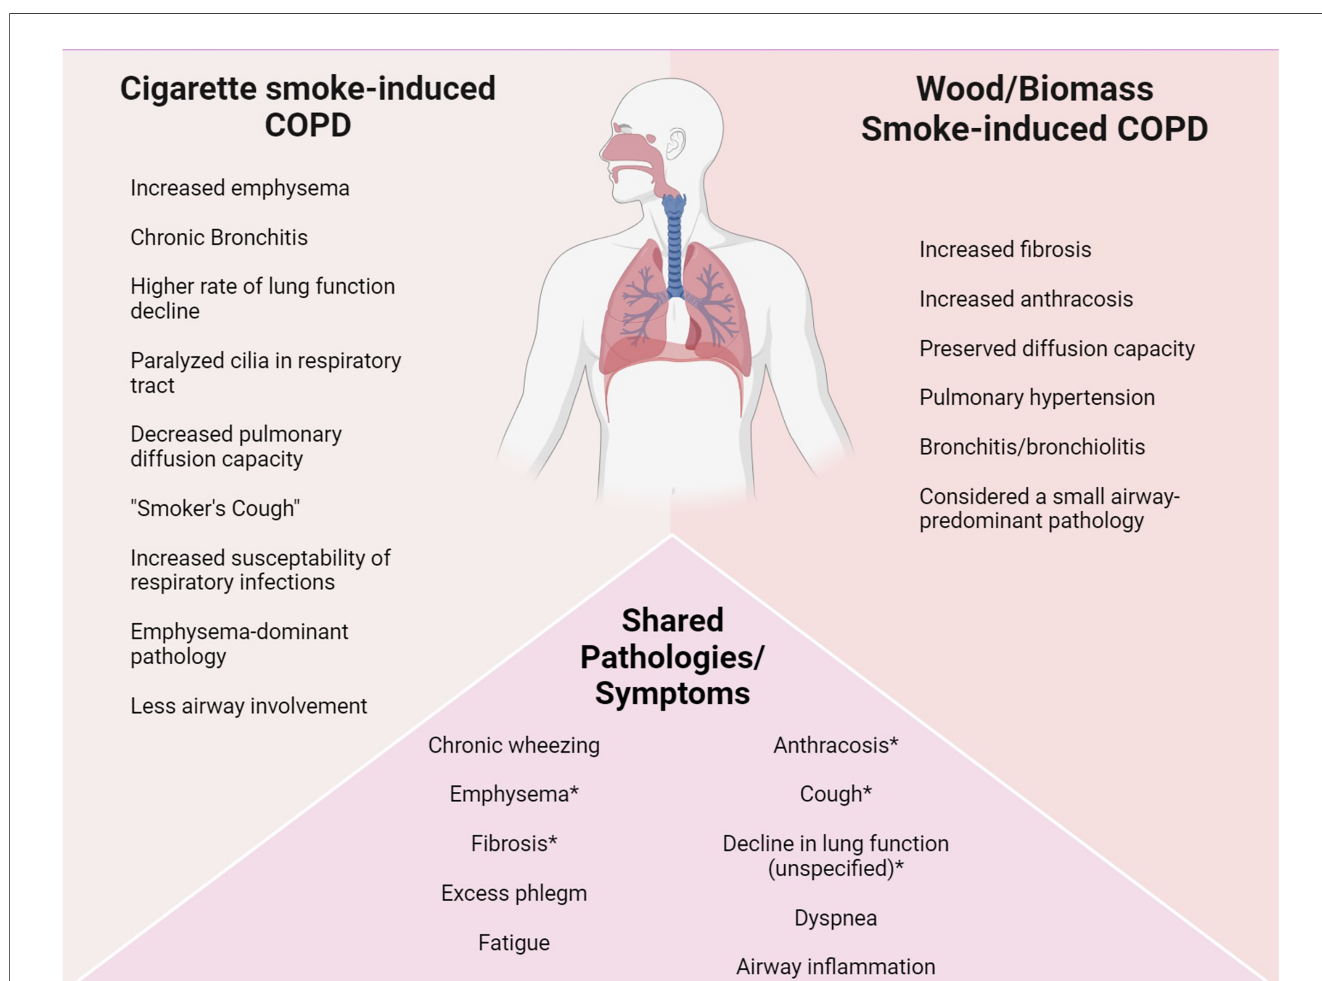 Cigarette smoke-induced
COPD
Increased emphysema
Chronic Bronchitis
Higher rate of lung function
decline
Paralyzed cilia in respiratory
tract
Decreased pulmonary
diffusion capacity
"Smoker's Cough"
Increased susceptability of
respiratory infections
Emphysema-dominant
pathology
Less airway involvement
Wood/Biomass
Smoke-induced COPD
Increased fibrosis
Increased anthracosis
Preserved diffusion capacity
Pulmonary hypertension
Bronchitis/bronchiolitis
Considered a small airway-
predominant pathology
Shared
Pathologies/
Symptoms
Chronic wheezing
Emphysema*
Fibrosis*
Excess phlegm
Fatigue
Anthracosis*
Cough*
Decline in lung function
(unspecified)*
Dyspnea
Airway inflammation